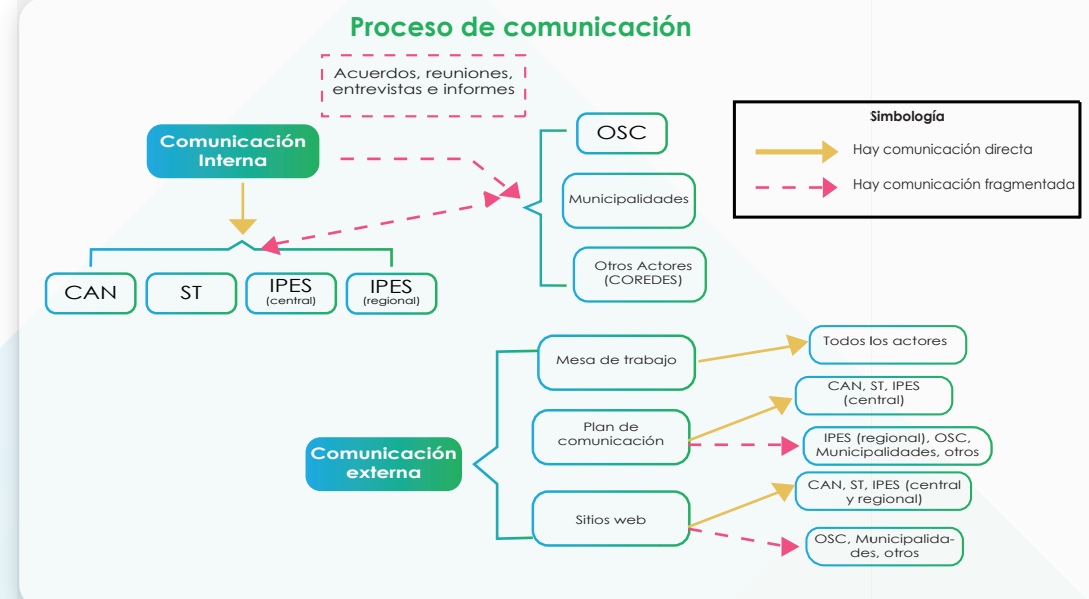 Proceso de comunicación
Acuerdos, reuniones,
entrevistas e informes
Comunicación
Interna
OSC
Municipalidades
Otros Actores
(COREDES)
CAN
ST
IPES
(central)
IPES
(regional)
Simbología
Hay comunicación directa
Hay comunicación fragmentada
Comunicación
externa
Mesa de trabajo
Todos los actores
Plan de
comunicación
CAN, ST, IPES
(central)
IPES (regional), OSC,
Municipalidades, otros
Sitios web
CAN, ST, IPES (central
y regional)
OSC, Municipalida-
des, otros